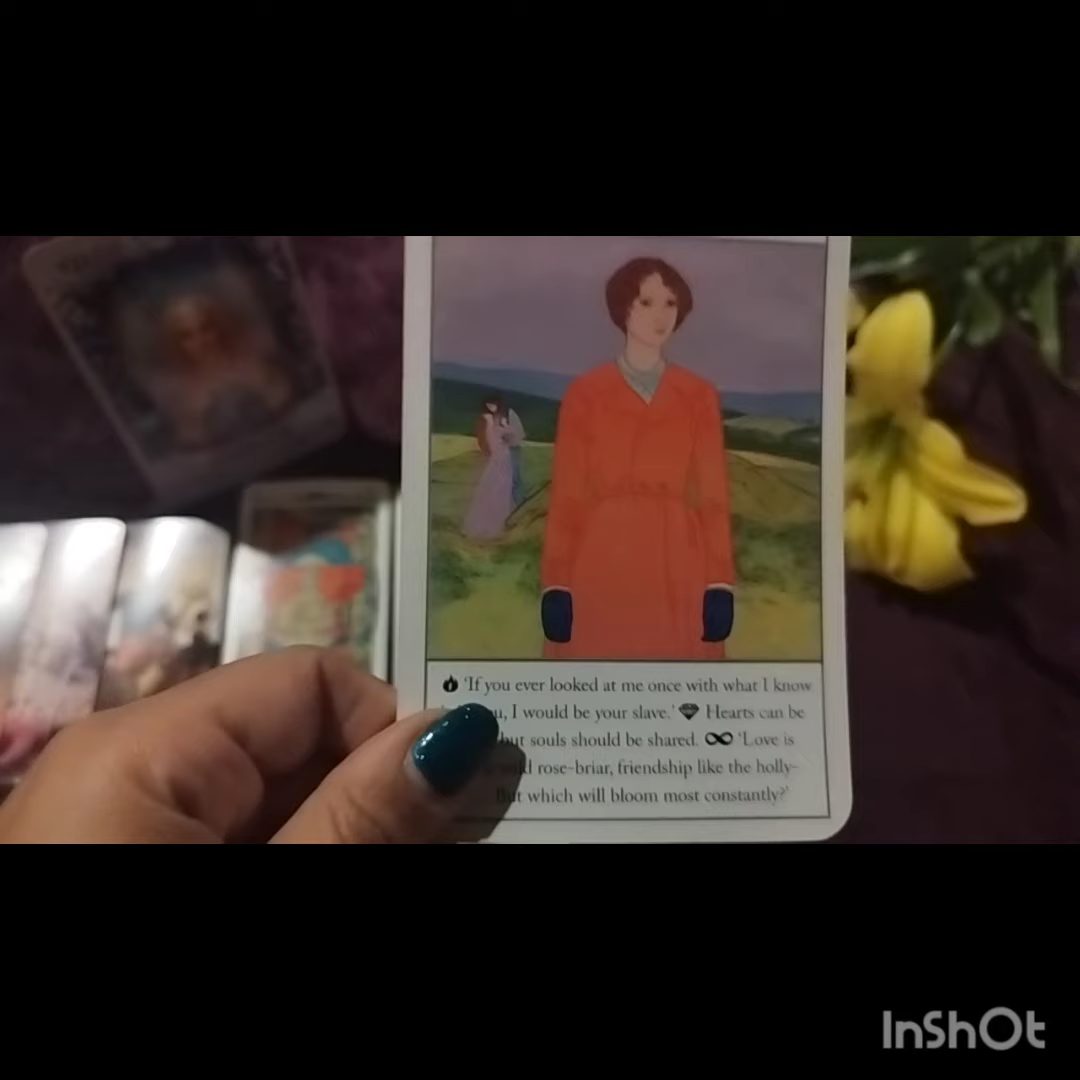 'If you ever looked at me once with what I know
, I would be your slave.' Hearts can be
but souls should be shared. ∞ 'Love is
rose-briar, friendship like the holly-
But which will bloom most constantly?'
InShOt